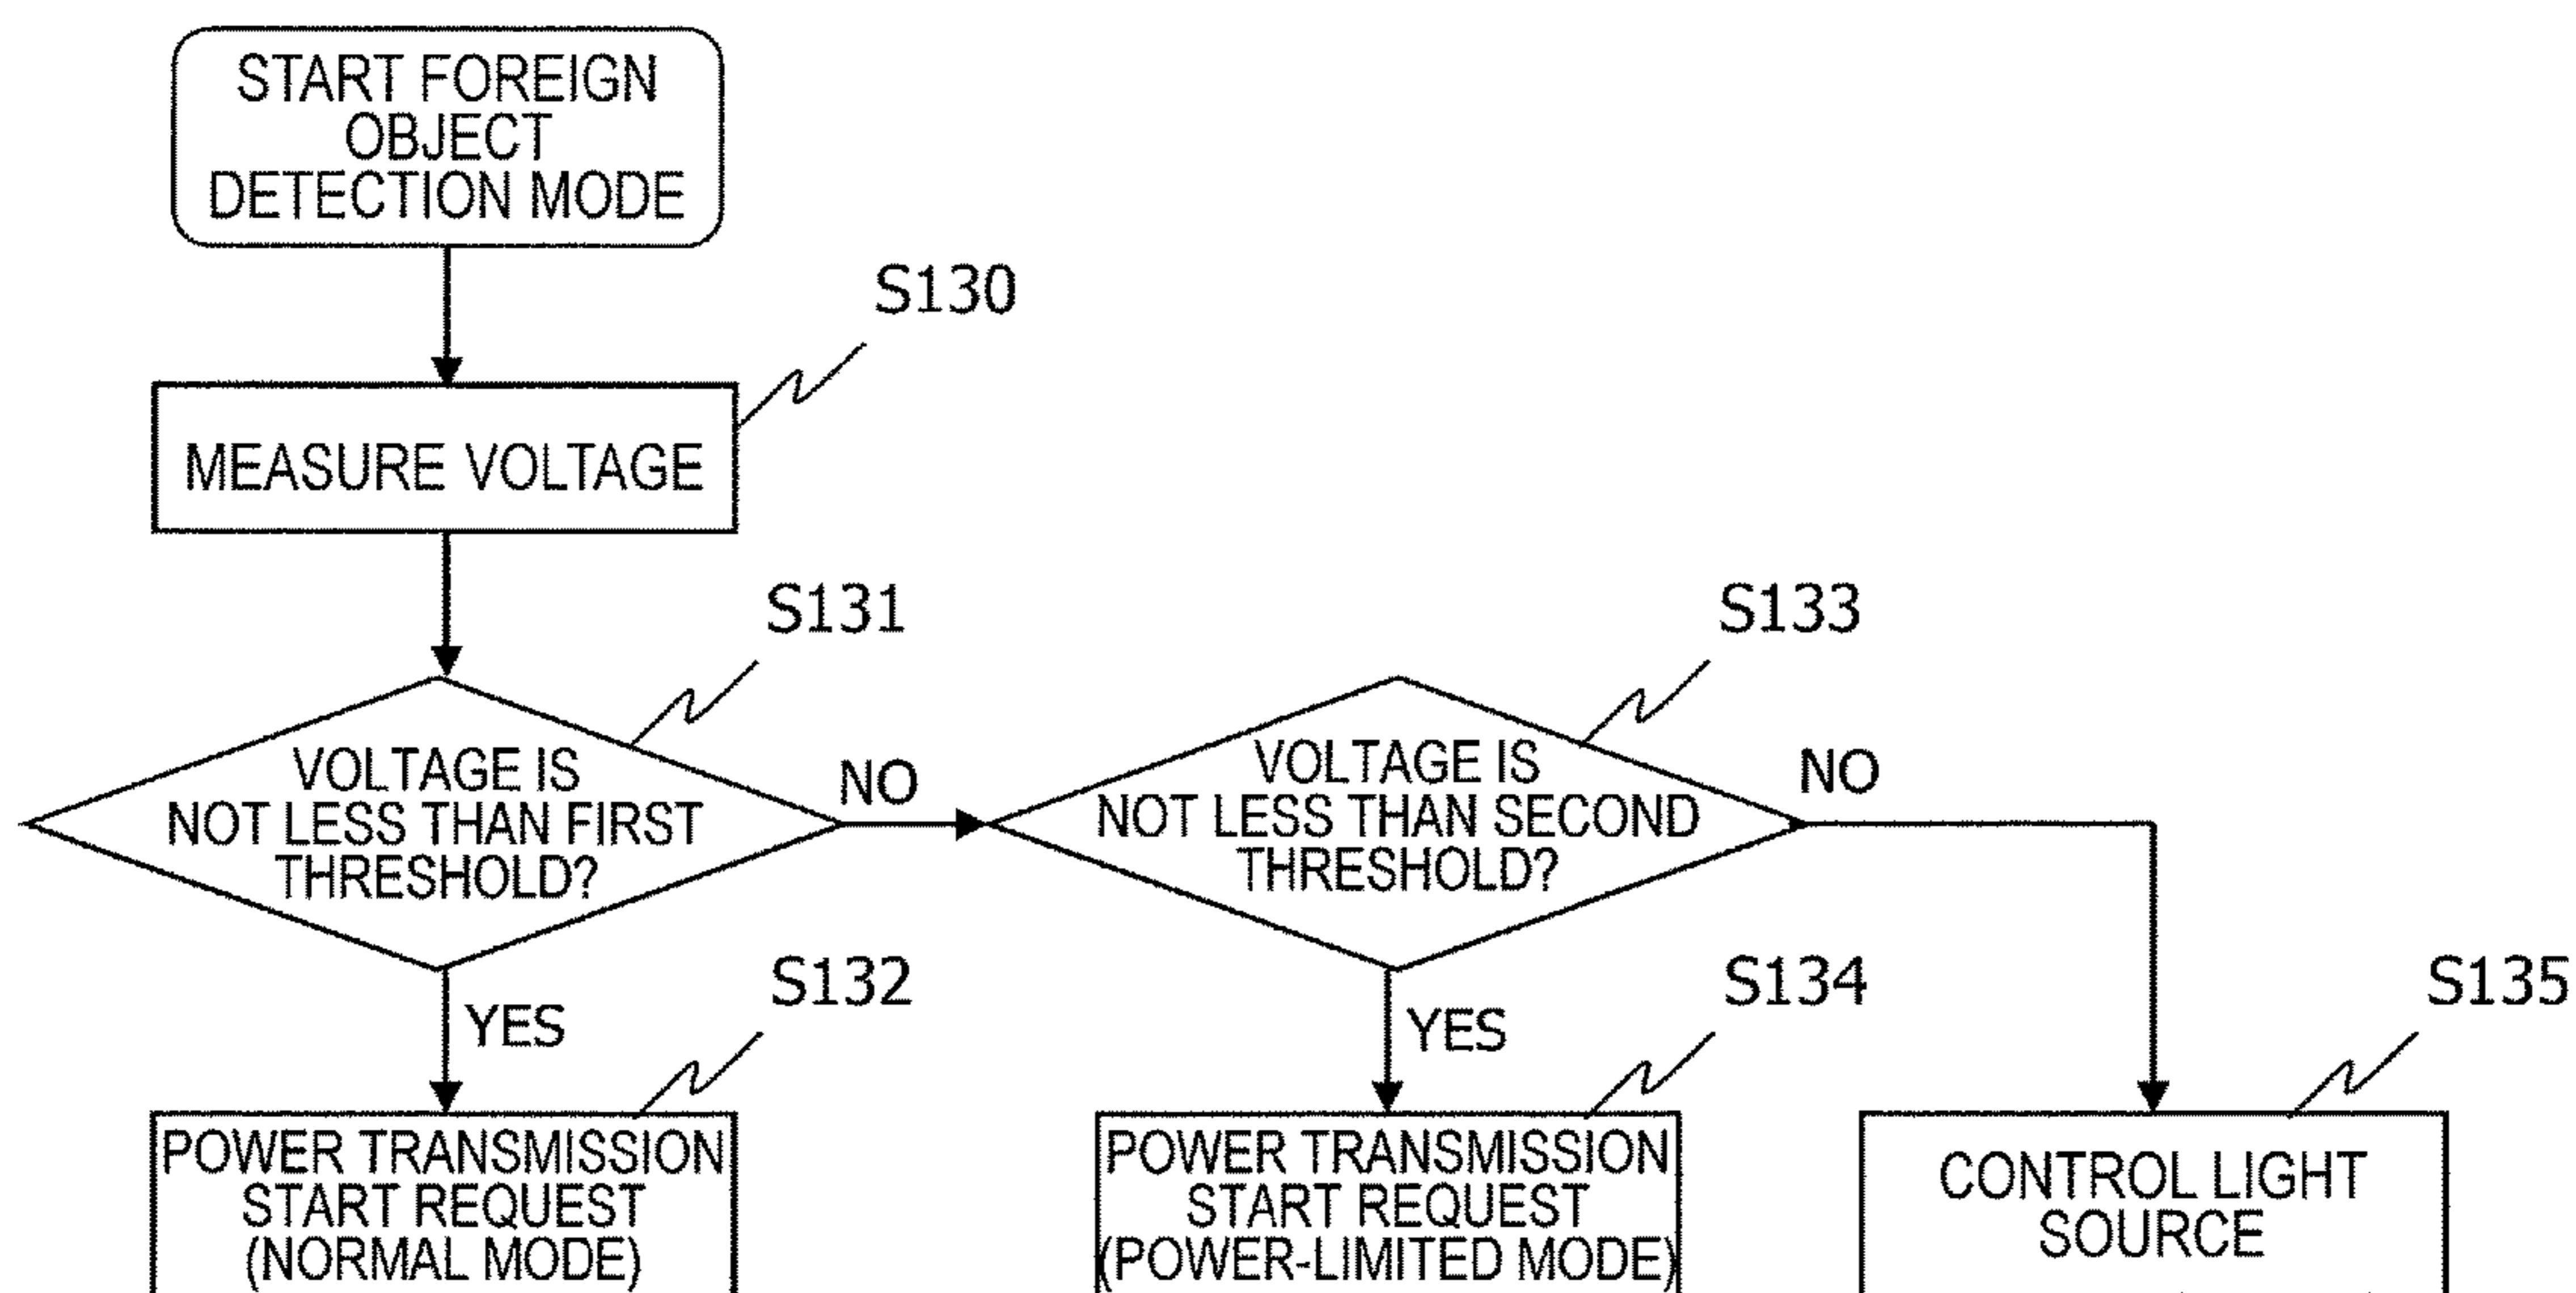 START FOREIGN
OBJECT
DETECTION MODE
S130
MEASURE VOLTAGE
S131
VOLTAGE IS
NOT LESS THAN FIRST
THRESHOLD?
NO
YES
S133
VOLTAGE IS
NOT LESS THAN SECOND
THRESHOLD?
NO
YES
S132
POWER TRANSMISSION
START REQUEST
(NORMAL MODE)
S134
POWER TRANSMISSION
START REQUEST
(POWER-LIMITED MODE)
S135
CONTROL LIGHT
SOURCE